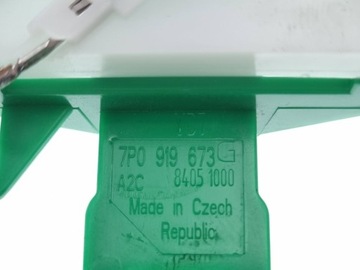 7P0 919 673 G
A2C 8405 1000
Made in Czech
Republic